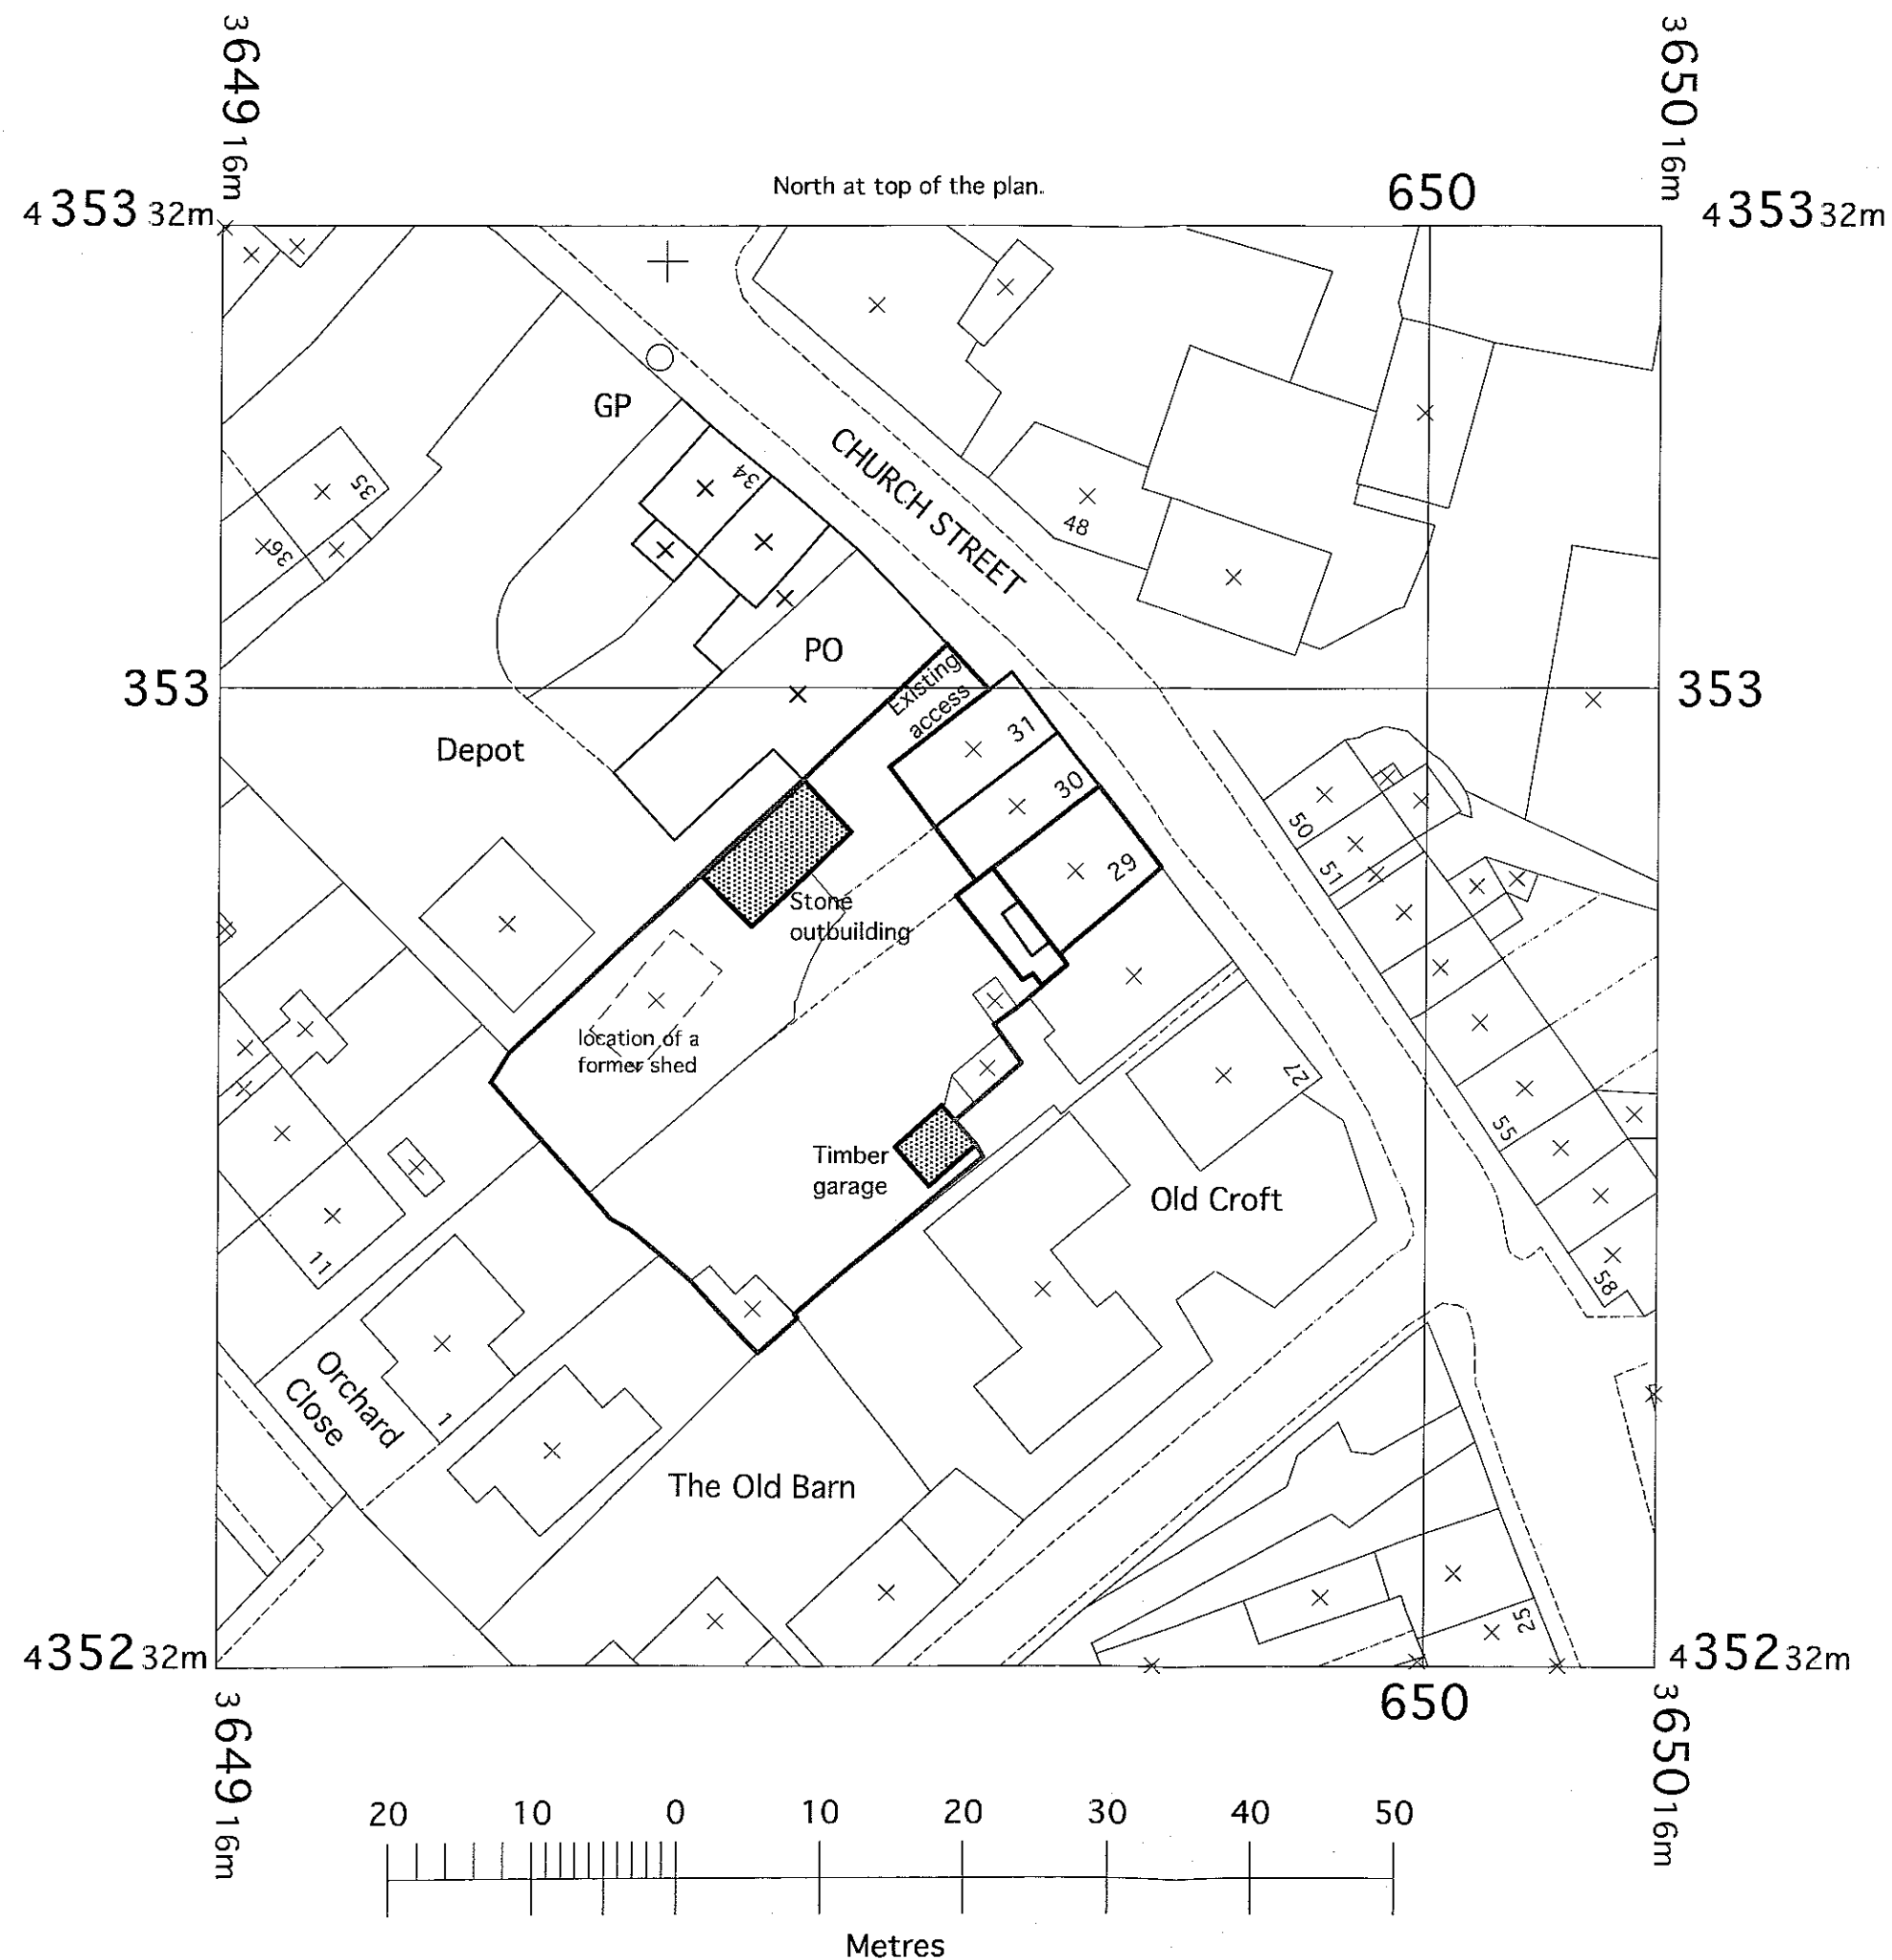 3649 16m
3650 16m
North at top of the plan.
650
4353 32m
4353 32m
GP
34
35
36
CHURCH STREET
48
PO
353
353
Existing
access
Depot
31
30
29
50
51
Stone
outbuilding
location of a
former shed
27
55
Timber
garage
Old Croft
11
58
Orchard
Close
1
The Old Barn
25
4352 32m
4352 32m
650
3649 16m
3650 16m
20 10 0 10 20 30 40 50
Metres